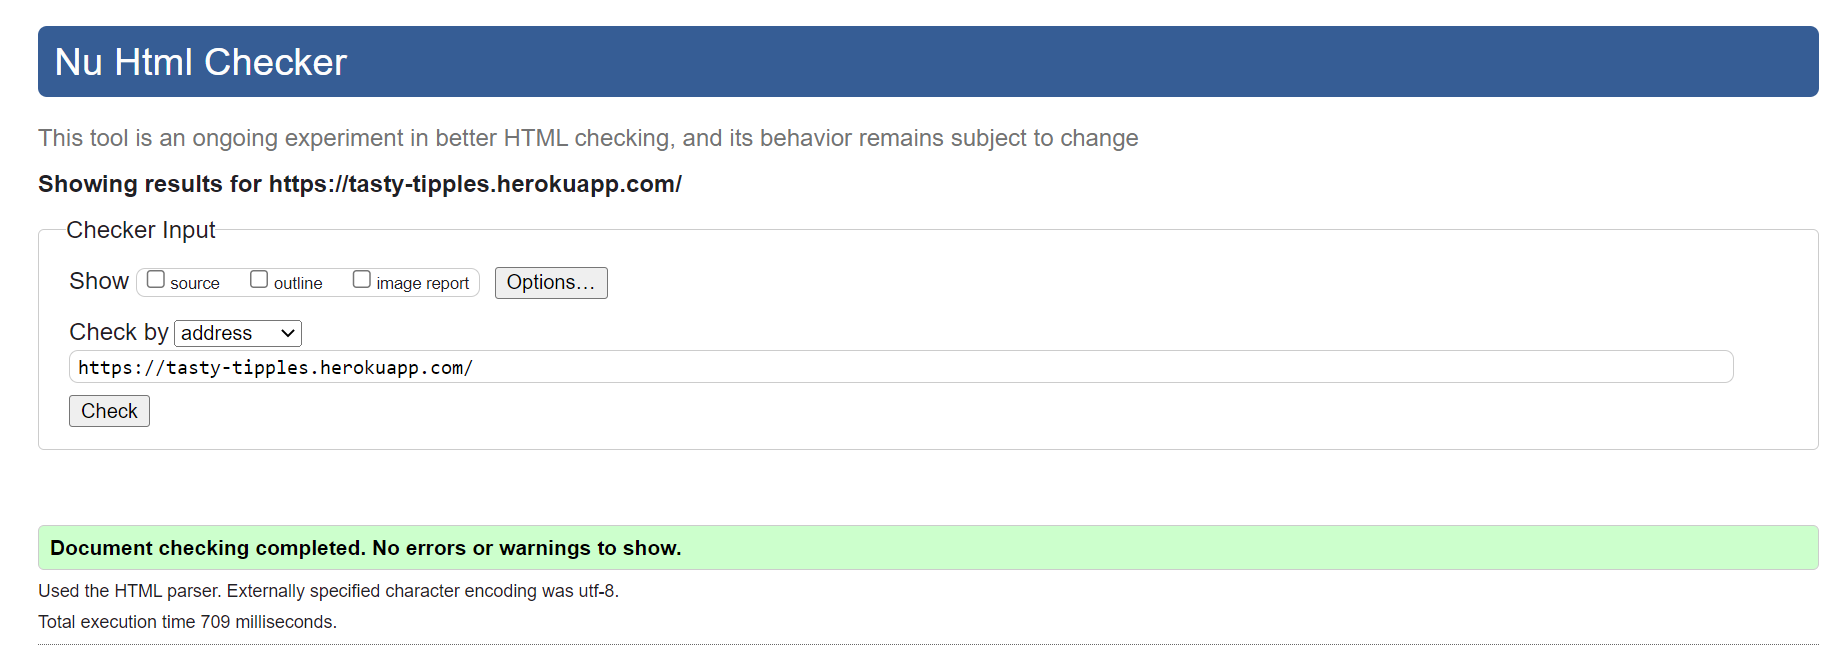 Nu Html Checker
This tool is an ongoing experiment in better HTML checking, and its behavior remains subject to change
Showing results for https://tasty-tipples.herokuapp.com/
Checker Input
Show source outline image report Options...
Check by address
https://tasty-tipples.herokuapp.com/
Check
Document checking completed. No errors or warnings to show.
Used the HTML parser. Externally specified character encoding was utf-8.
Total execution time 709 milliseconds.